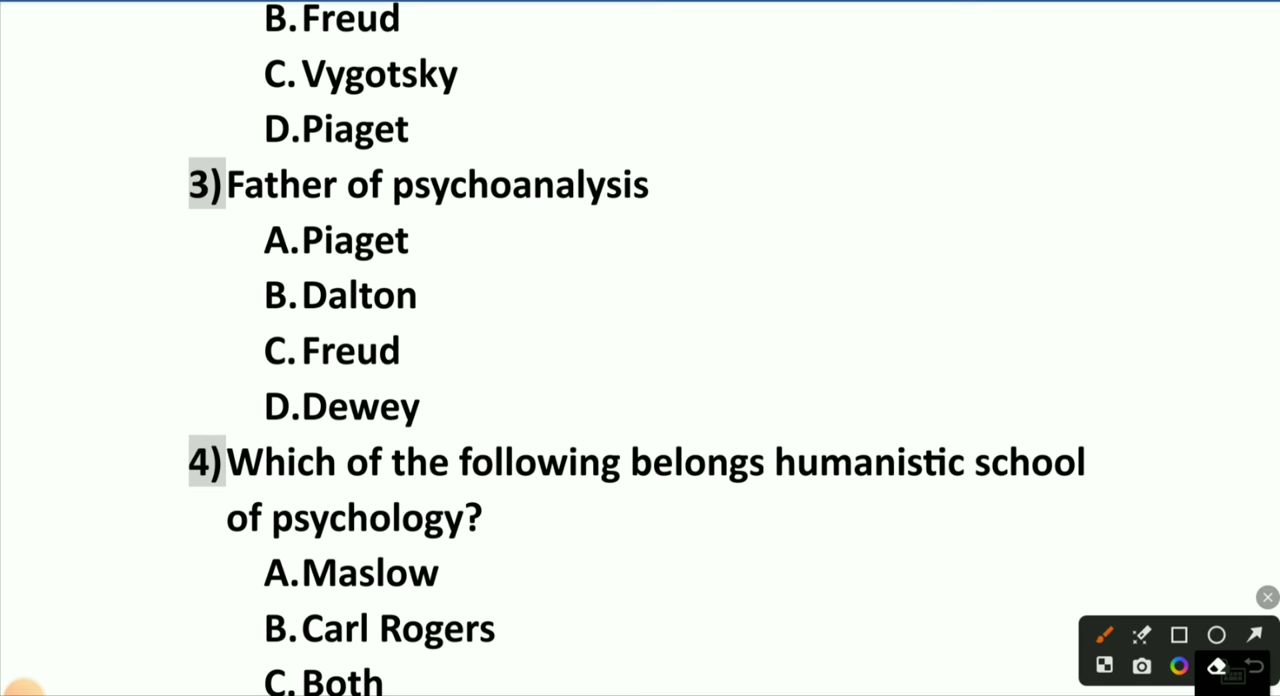 B. Freud
C. Vygotsky
D. Piaget
3) Father of psychoanalysis
A. Piaget
B. Dalton
C. Freud
D. Dewey
4) Which of the following belongs humanistic school
of psychology?
A. Maslow
B. Carl Rogers
C. Both